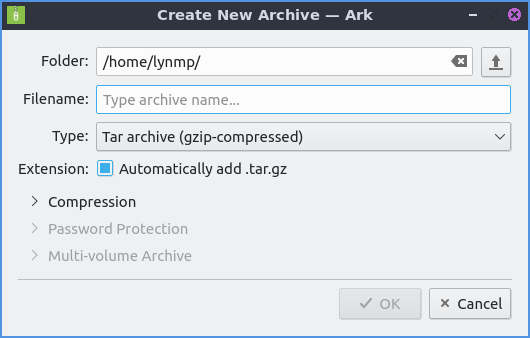 Create New Archive — Ark
Folder: /home/lynmp/
Filename: Type archive name...
Type: Tar archive (gzip-compressed)
Extension: Automatically add .tar.gz
Compression
Password Protection
Multi-volume Archive
OK Cancel